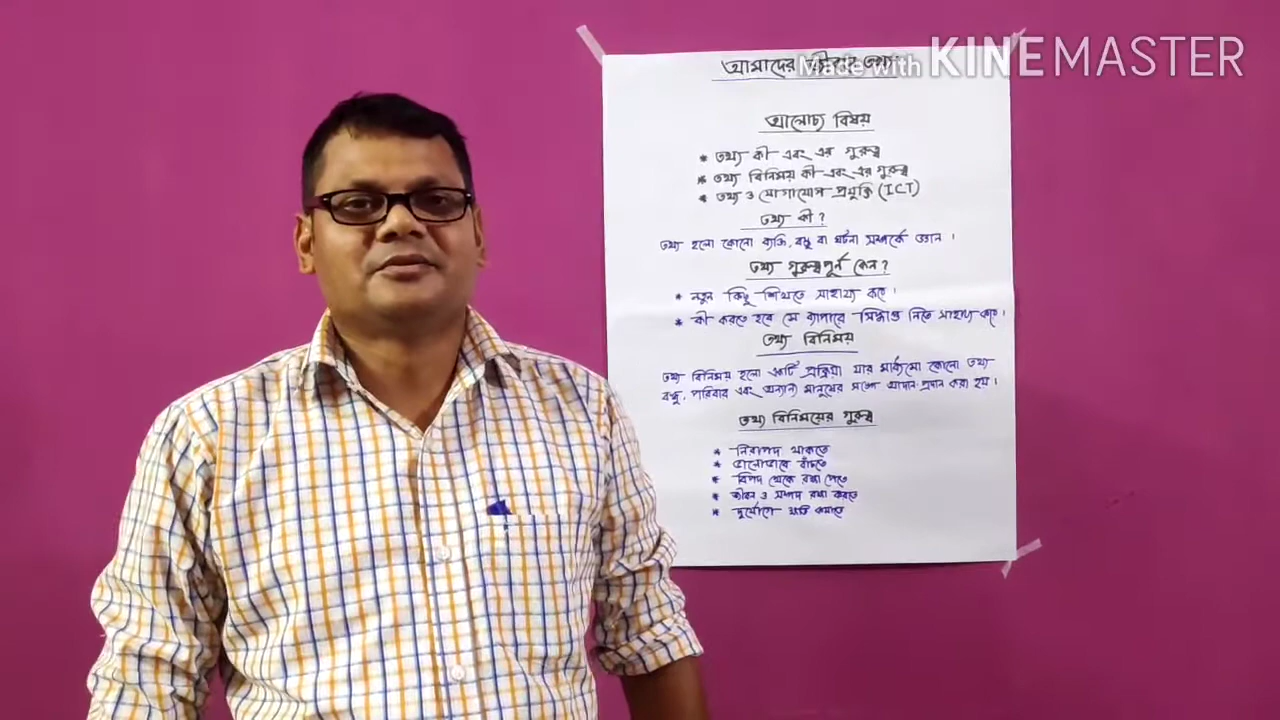 আমাদের জীবনে তথ্য
Made with KINEMASTER
আলোচ্য বিষয়
* তথ্য কী এবং এর গুরুত্ব
* তথ্য বিনিময় কী এবং এর গুরুত্ব
* তথ্য ও যোগাযোগ প্রযুক্তি (ICT)
তথ্য কী ?
তথ্য হলো কোনো ব্যক্তি, বস্তু বা ঘটনা সম্পর্কে জ্ঞান ।
তথ্য গুরুত্বপূর্ন কেন ?
* নতুন কিছু শিখতে সাহায্য করে ।
* কী করতে হবে সে ব্যাপারে সিদ্ধান্ত নিতে সাহায্য করে ।
তথ্য বিনিময়
তথ্য বিনিময় হলো একটি প্রক্রিয়া যার মাধ্যমে কোনো তথ্য
বন্ধু, পরিবার এবং অন্যান্য মানুষের সঙ্গে আদান-প্রদান করা হয় ।
তথ্য বিনিময়ের গুরুত্ব
* নিরাপদ থাকতে
* ভালোভাবে বাঁচতে
* বিপদ থেকে রক্ষা পেতে
* জীবন ও সম্পদ রক্ষা করতে
* দুর্যোগে ক্ষতি কমাতে